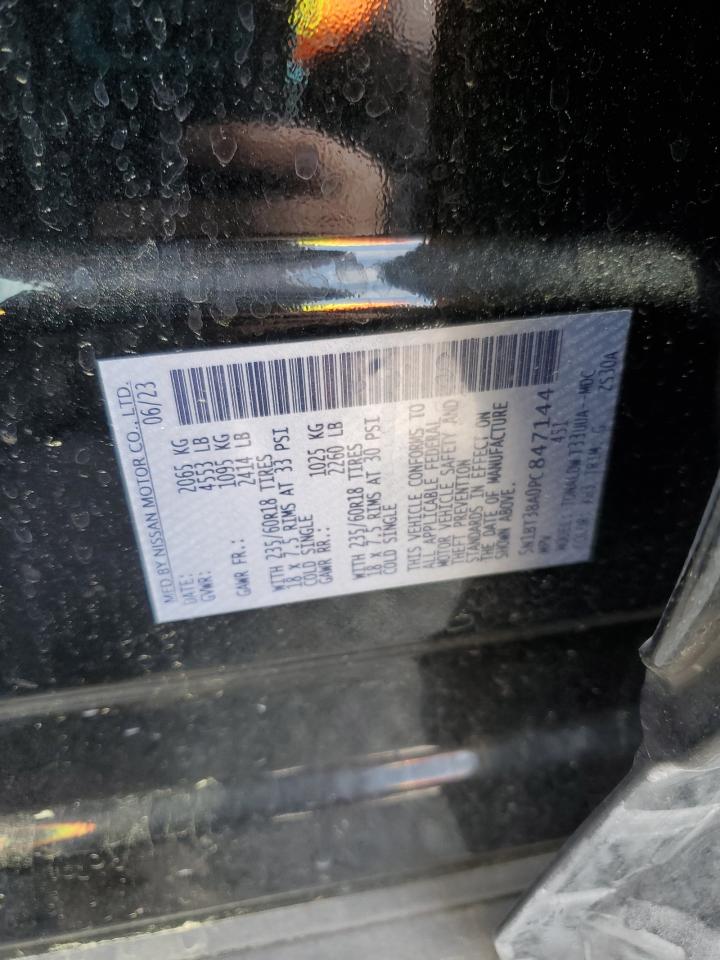 MFD BY NISSAN MOTOR CO., LTD.
DATE: 06/23
GVWR: 2065 KG
4553 LB
GAWR FR.: 1095 KG
2414 LB
WITH 235/60R18 TIRES
18 X 7.5 RIMS AT 33 PSI
COLD SINGLE
GAWR RR.: 1025 KG
2260 LB
WITH 235/60R18 TIRES
18 X 7.5 RIMS AT 30 PSI
COLD SINGLE
THIS VEHICLE CONFORMS TO
ALL APPLICABLE FEDERAL
MOTOR VEHICLE SAFETY AND
THEFT PREVENTION
STANDARDS IN EFFECT ON
THE DATE OF MANUFACTURE
SHOWN ABOVE.
5N1BT3BA0PC847144
MPV 4SI
MODEL:
COLOR: TRIM: G ZS30A